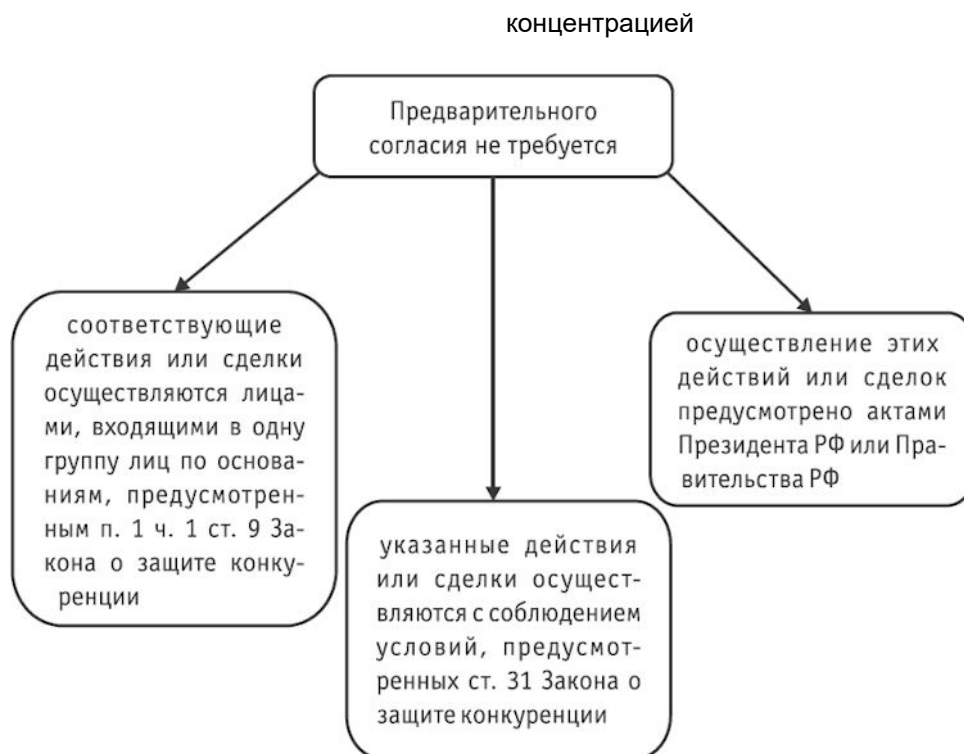 концентрацией
Предварительного
согласия не требуется
соответствующие
действия или сделки
осуществляются лица-
ми, входящими в одну
группу лиц по основа-
ниям, предусмотрен-
ным п. 1 ч. 1 ст. 9 За-
кона о защите конку-
ренции
указанные действия
или сделки осущест-
вляются с соблюдением
условий, предусмот-
ренных ст. 31 Закона о
защите конкуренции
осуществление этих
действий или сделок
предусмотрено актами
Президента РФ или Пра-
вительства РФ